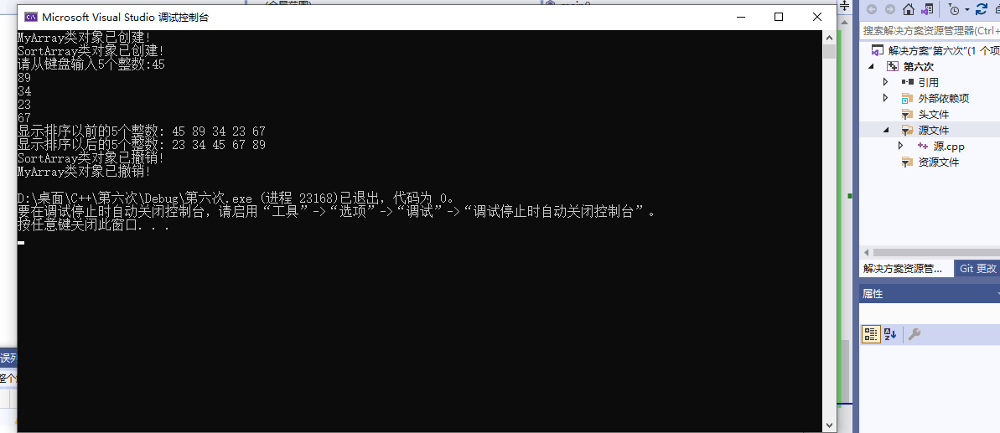 Microsoft Visual Studio 调试控制台
MyArray类对象已创建!
SortArray类对象已创建!
请从键盘输入5个整数:45
89
34
23
67
显示排序以前的5个整数: 45 89 34 23 67
显示排序以后的5个整数: 23 34 45 67 89
SortArray类对象已撤销!
MyArray类对象已撤销!
D:\桌面\C++\第六次\Debug\第六次.exe (进程 23168)已退出，代码为 0。
要在调试停止时自动关闭控制台，请启用“工具”->“选项”->“调试”->“调试停止时自动关闭控制台”。
按任意键关闭此窗口. . .
搜索解决方案资源管理器(Ctrl+
解决方案"第六次"(1 个项
第六次
引用
外部依赖项
头文件
源文件
源.cpp
资源文件
解决方案资源管... Git 更改
属性
误列
整个